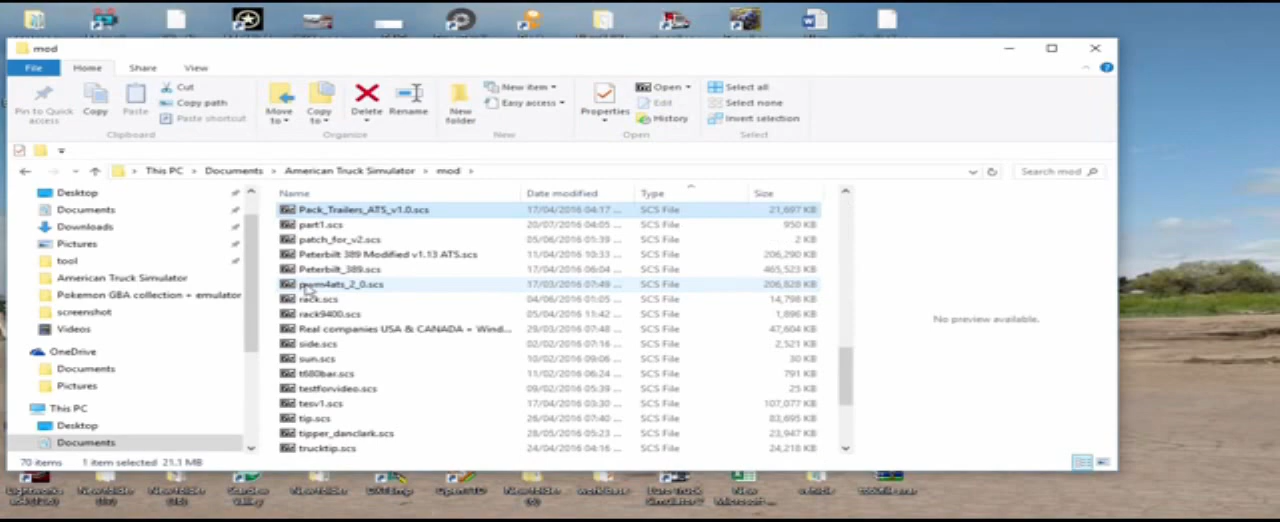 mod
File Home Share View
Pin to Quick access
Copy
Paste
Cut
Copy path
Paste shortcut
Move to
Copy to
Delete
Rename
New folder
New item
Easy access
Properties
Open
Edit
History
Select all
Select none
Invert selection
Clipboard Organize New Open Select
This PC > Documents > American Truck Simulator > mod > Search mod
Name Date modified Type Size
Desktop
Documents
Downloads
Pictures
tool
American Truck Simulator
Pokemon GBA collection + emulator
screenshot
Videos
OneDrive
Documents
Pictures
This PC
Desktop
Documents
Pack_Trailers_ATS_v1.0.scs 17/04/2016 04:17 ... SCS File 21,697 KB
part1.scs 20/07/2016 04:05 ... SCS File 950 KB
patch_for_v2.scs 05/06/2016 01:39 ... SCS File 2 KB
Peterbilt 389 Modified v1.13 ATS.scs 11/04/2016 10:33 ... SCS File 206,290 KB
Peterbilt_389.scs 17/04/2016 06:04 ... SCS File 465,523 KB
17/03/2016 07:49 ... SCS File 206,828 KB
rack.scs 04/06/2016 01:05 ... SCS File 14,798 KB
rack9400.scs 05/04/2016 11:42 ... SCS File 1,696 KB
Real companies USA & CANADA + Wind... 29/03/2016 07:48 ... SCS File 47,604 KB
side.scs 02/02/2016 07:16 ... SCS File 2,521 KB
sun.scs 10/02/2016 09:06 ... SCS File 30 KB
t680bar.scs 11/02/2016 06:24 ... SCS File 791 KB
testforvideo.scs 09/02/2016 05:39 ... SCS File 25 KB
tesv1.scs 17/04/2016 03:30 ... SCS File 107,077 KB
tip.scs 26/04/2016 07:40 ... SCS File 83,695 KB
tipper_danclark.scs 28/05/2016 05:23 ... SCS File 23,947 KB
trucktip.scs 24/04/2016 04:16 ... SCS File 24,218 KB
No preview available.
70 items 1 item selected 21.1 MB